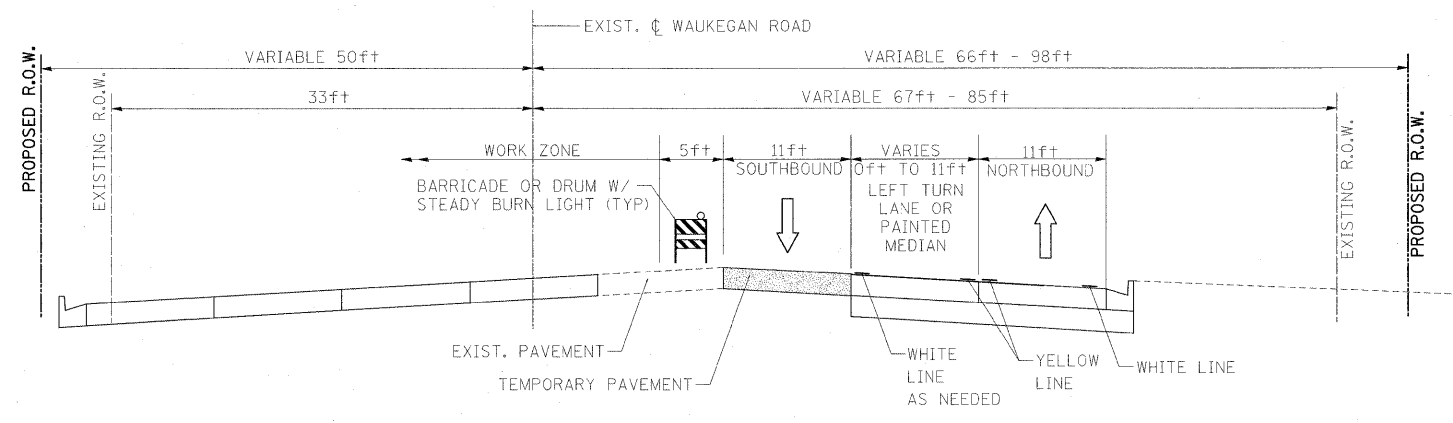 EXIST. ℄ WAUKEGAN ROAD
VARIABLE 50ft
VARIABLE 66ft - 98ft
PROPOSED R.O.W.
EXISTING R.O.W.
33ft
VARIABLE 67ft - 85ft
EXISTING R.O.W.
PROPOSED R.O.W.
WORK ZONE
5ft
11ft
SOUTHBOUND
VARIES
0ft TO 11ft
LEFT TURN
LANE OR
PAINTED
MEDIAN
11ft
NORTHBOUND
BARRICADE OR DRUM W/
STEADY BURN LIGHT (TYP)
EXIST. PAVEMENT
TEMPORARY PAVEMENT
WHITE
LINE
AS NEEDED
YELLOW
LINE
WHITE LINE